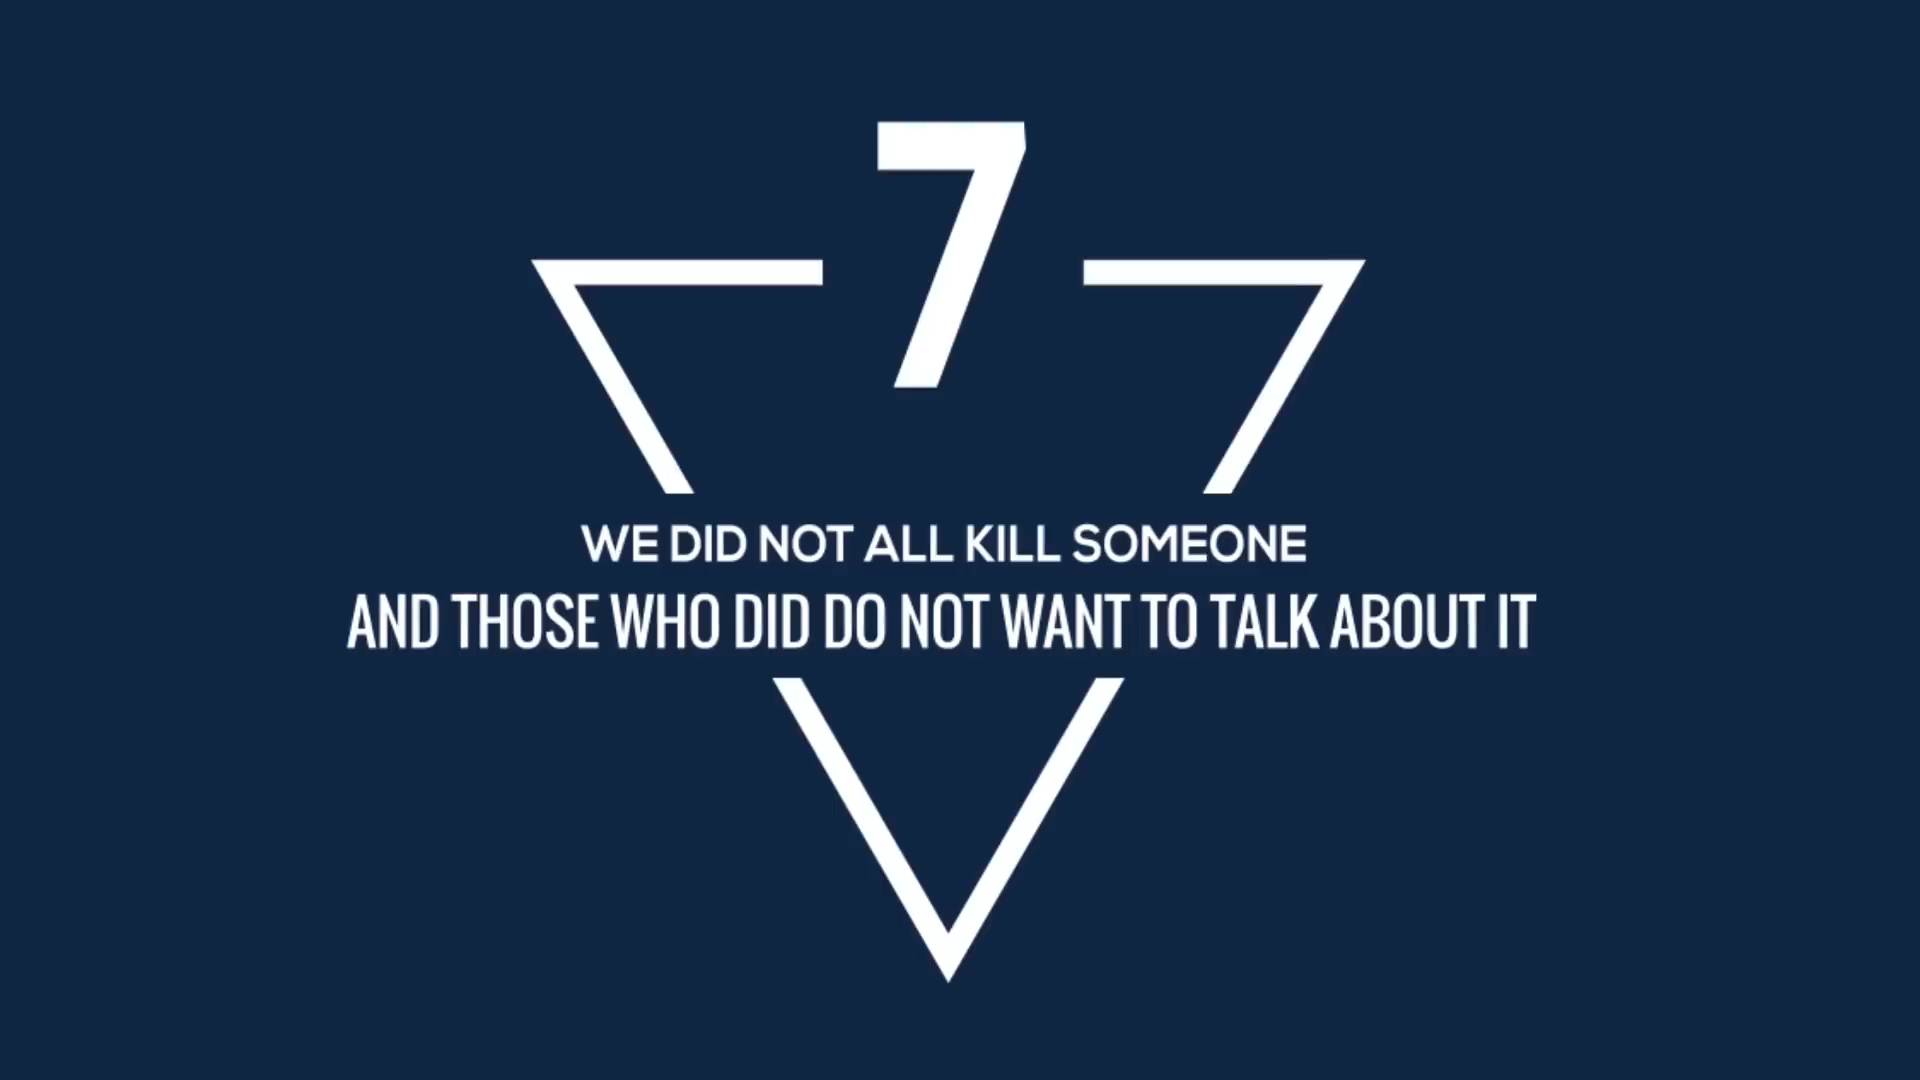 7
WE DID NOT ALL KILL SOMEONE
AND THOSE WHO DID DO NOT WANT TO TALK ABOUT IT